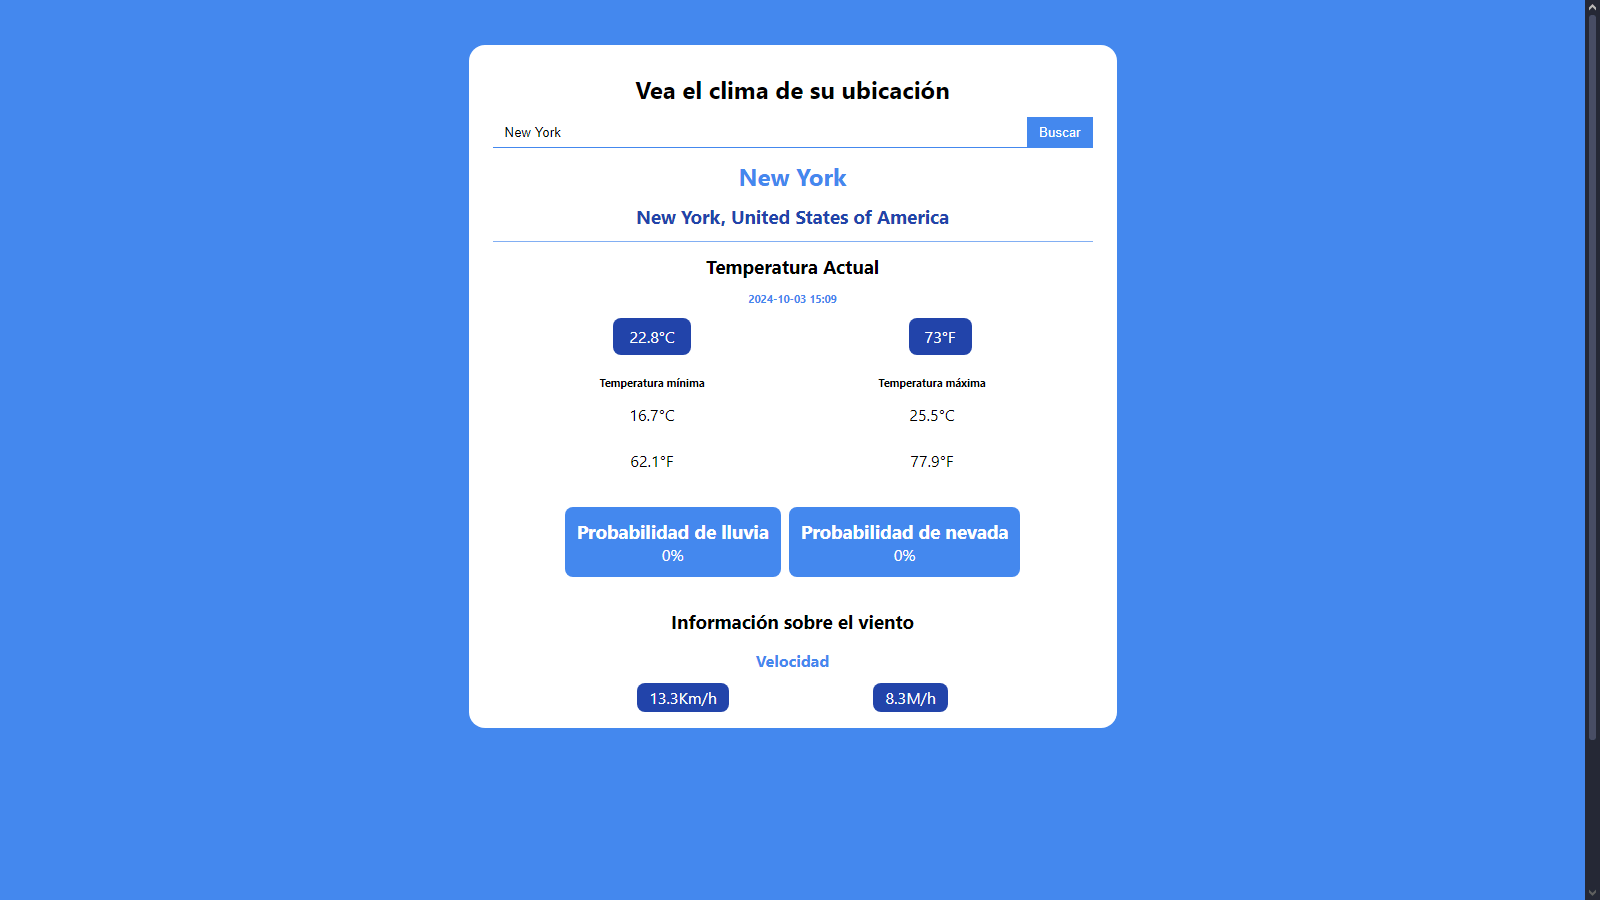 Vea el clima de su ubicación
New York
Buscar
New York
New York, United States of America
Temperatura Actual
2024-10-03 15:09
22.8°C
73°F
Temperatura mínima
Temperatura máxima
16.7°C
25.5°C
62.1°F
77.9°F
Probabilidad de lluvia
0%
Probabilidad de nevada
0%
Información sobre el viento
Velocidad
13.3Km/h
8.3M/h